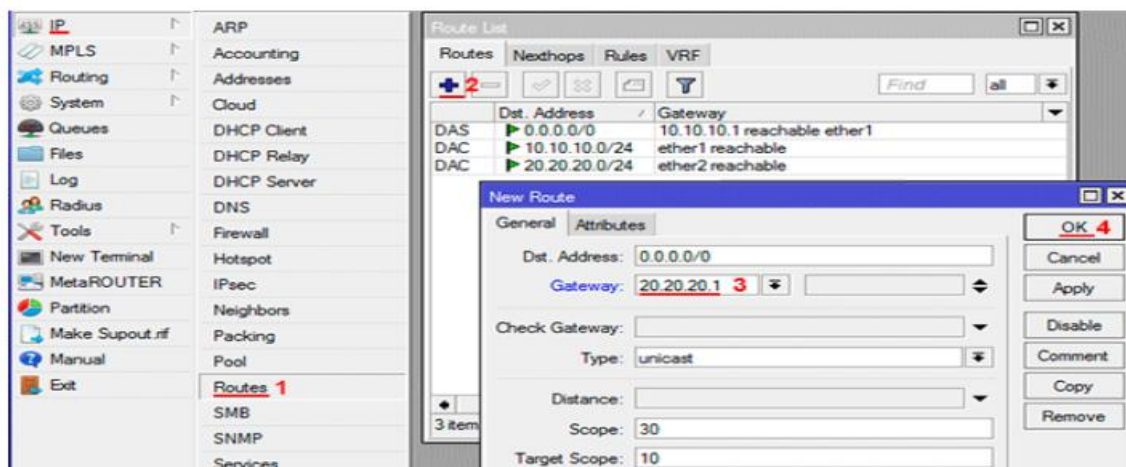 IP
MPLS
Routing
System
Queues
Files
Log
Radius
Tools
New Terminal
MetaROUTER
Partition
Make Supout.rif
Manual
Exit
ARP
Accounting
Addresses
Cloud
DHCP Client
DHCP Relay
DHCP Server
DNS
Firewall
Hotspot
IPsec
Neighbors
Packing
Pool
Routes 1
SMB
SNMP
Services
Route List
Routes Nexthops Rules VRF
2 Find all
Dst. Address / Gateway
DAS 0.0.0.0/0 10.10.10.1 reachable ether1
DAC 10.10.10.0/24 ether1 reachable
DAC 20.20.20.0/24 ether2 reachable
3 item
New Route
General Attributes
Dst. Address: 0.0.0.0/0
Gateway: 20.20.20.1 3
Check Gateway:
Type: unicast
Distance:
Scope: 30
Target Scope: 10
OK 4
Cancel
Apply
Disable
Comment
Copy
Remove